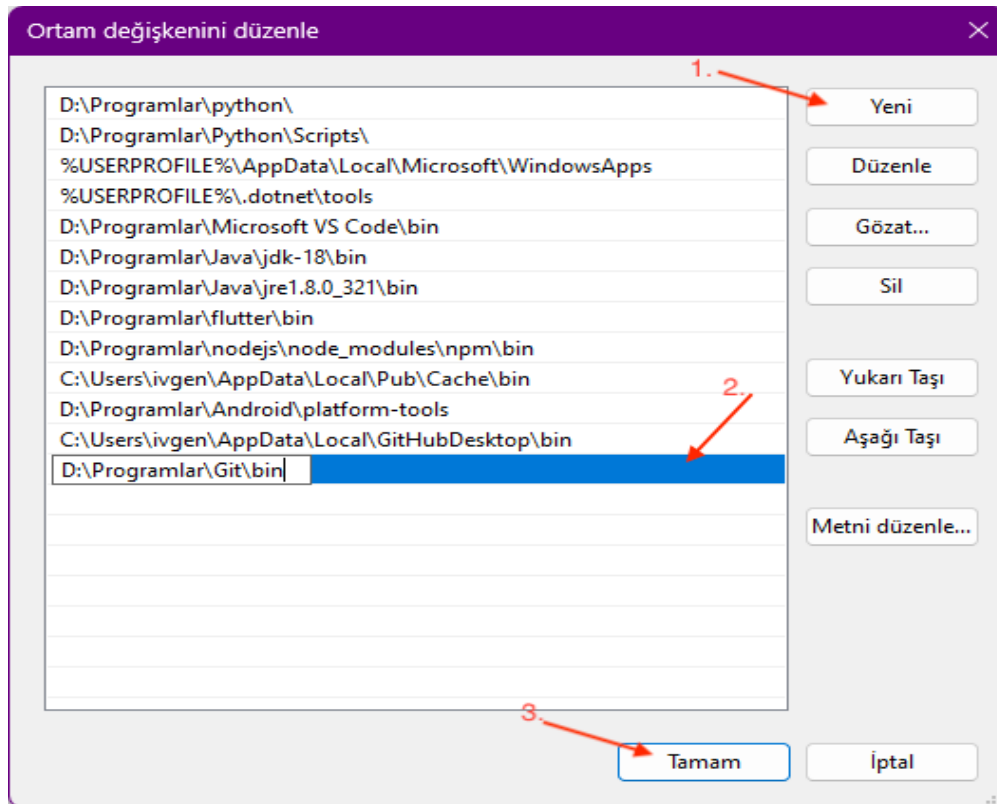 Ortam değişkenini düzenle
1.
D:\Programlar\python\
Yeni
D:\Programlar\Python\Scripts\
%USERPROFILE%\AppData\Local\Microsoft\WindowsApps
Düzenle
%USERPROFILE%\.dotnet\tools
D:\Programlar\Microsoft VS Code\bin
Gözat...
D:\Programlar\Java\jdk-18\bin
D:\Programlar\Java\jre1.8.0_321\bin
Sil
D:\Programlar\flutter\bin
D:\Programlar\nodejs\node_modules\npm\bin
C:\Users\ivgen\AppData\Local\Pub\Cache\bin
Yukarı Taşı
2.
D:\Programlar\Android\platform-tools
C:\Users\ivgen\AppData\Local\GitHubDesktop\bin
Aşağı Taşı
D:\Programlar\Git\bin
Metni düzenle...
3.
Tamam
İptal